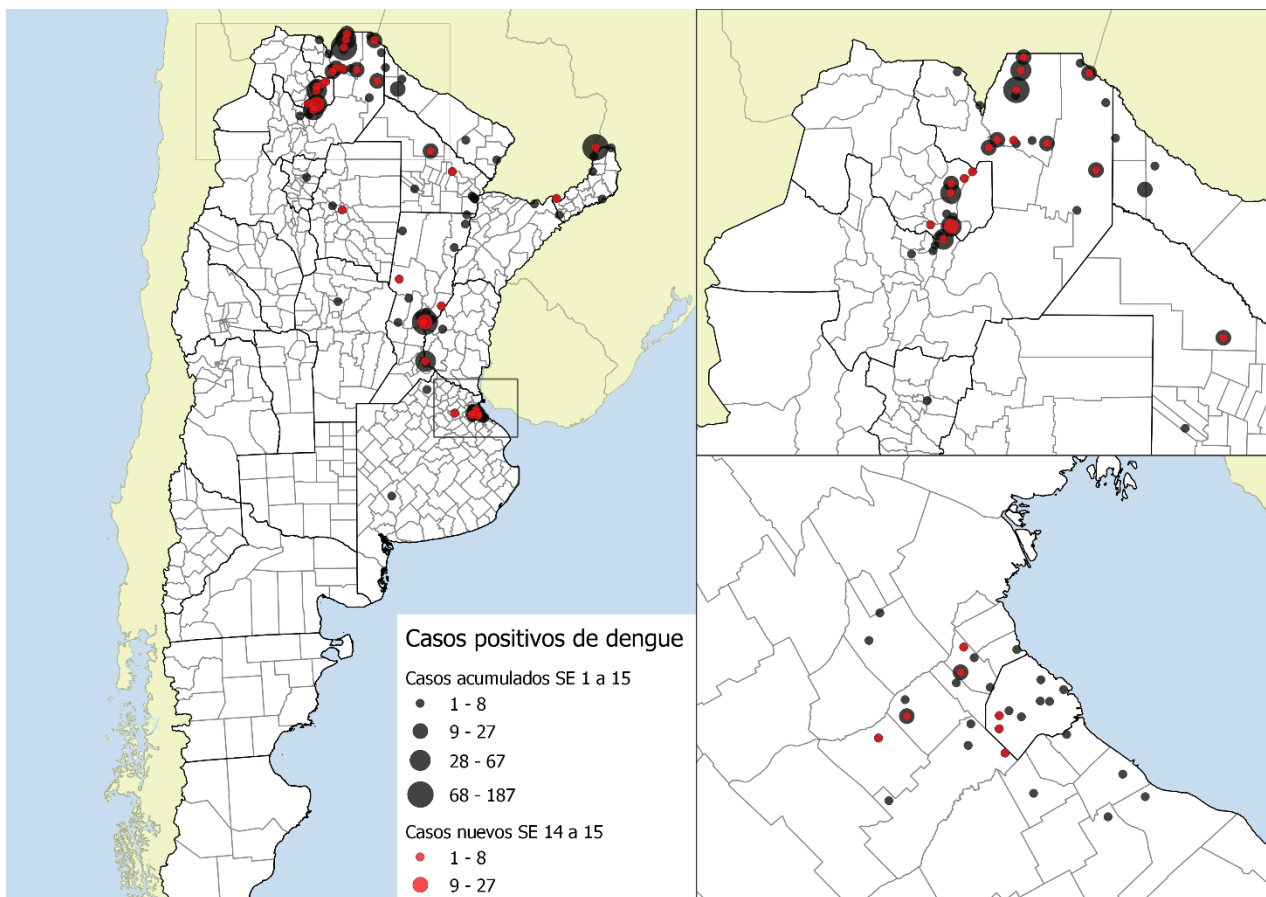 Casos positivos de dengue
Casos acumulados SE 1 a 15
1 - 8
9 - 27
28 - 67
68 - 187
Casos nuevos SE 14 a 15
1 - 8
9 - 27